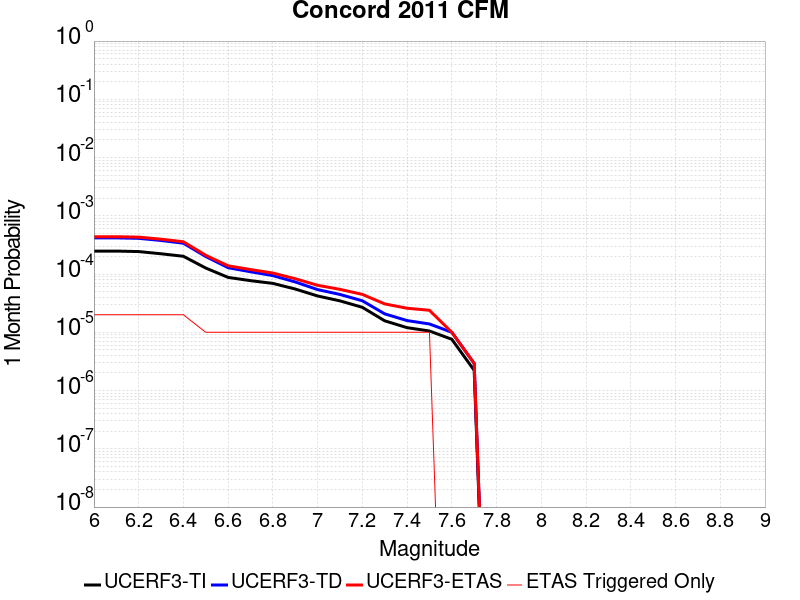 Concord 2011 CFM
1 Month Probability
10^0
10^-1
10^-2
10^-3
10^-4
10^-5
10^-6
10^-7
10^-8
6 6.2 6.4 6.6 6.8 7 7.2 7.4 7.6 7.8 8 8.2 8.4 8.6 8.8 9
Magnitude
UCERF3-TI UCERF3-TD UCERF3-ETAS ETAS Triggered Only